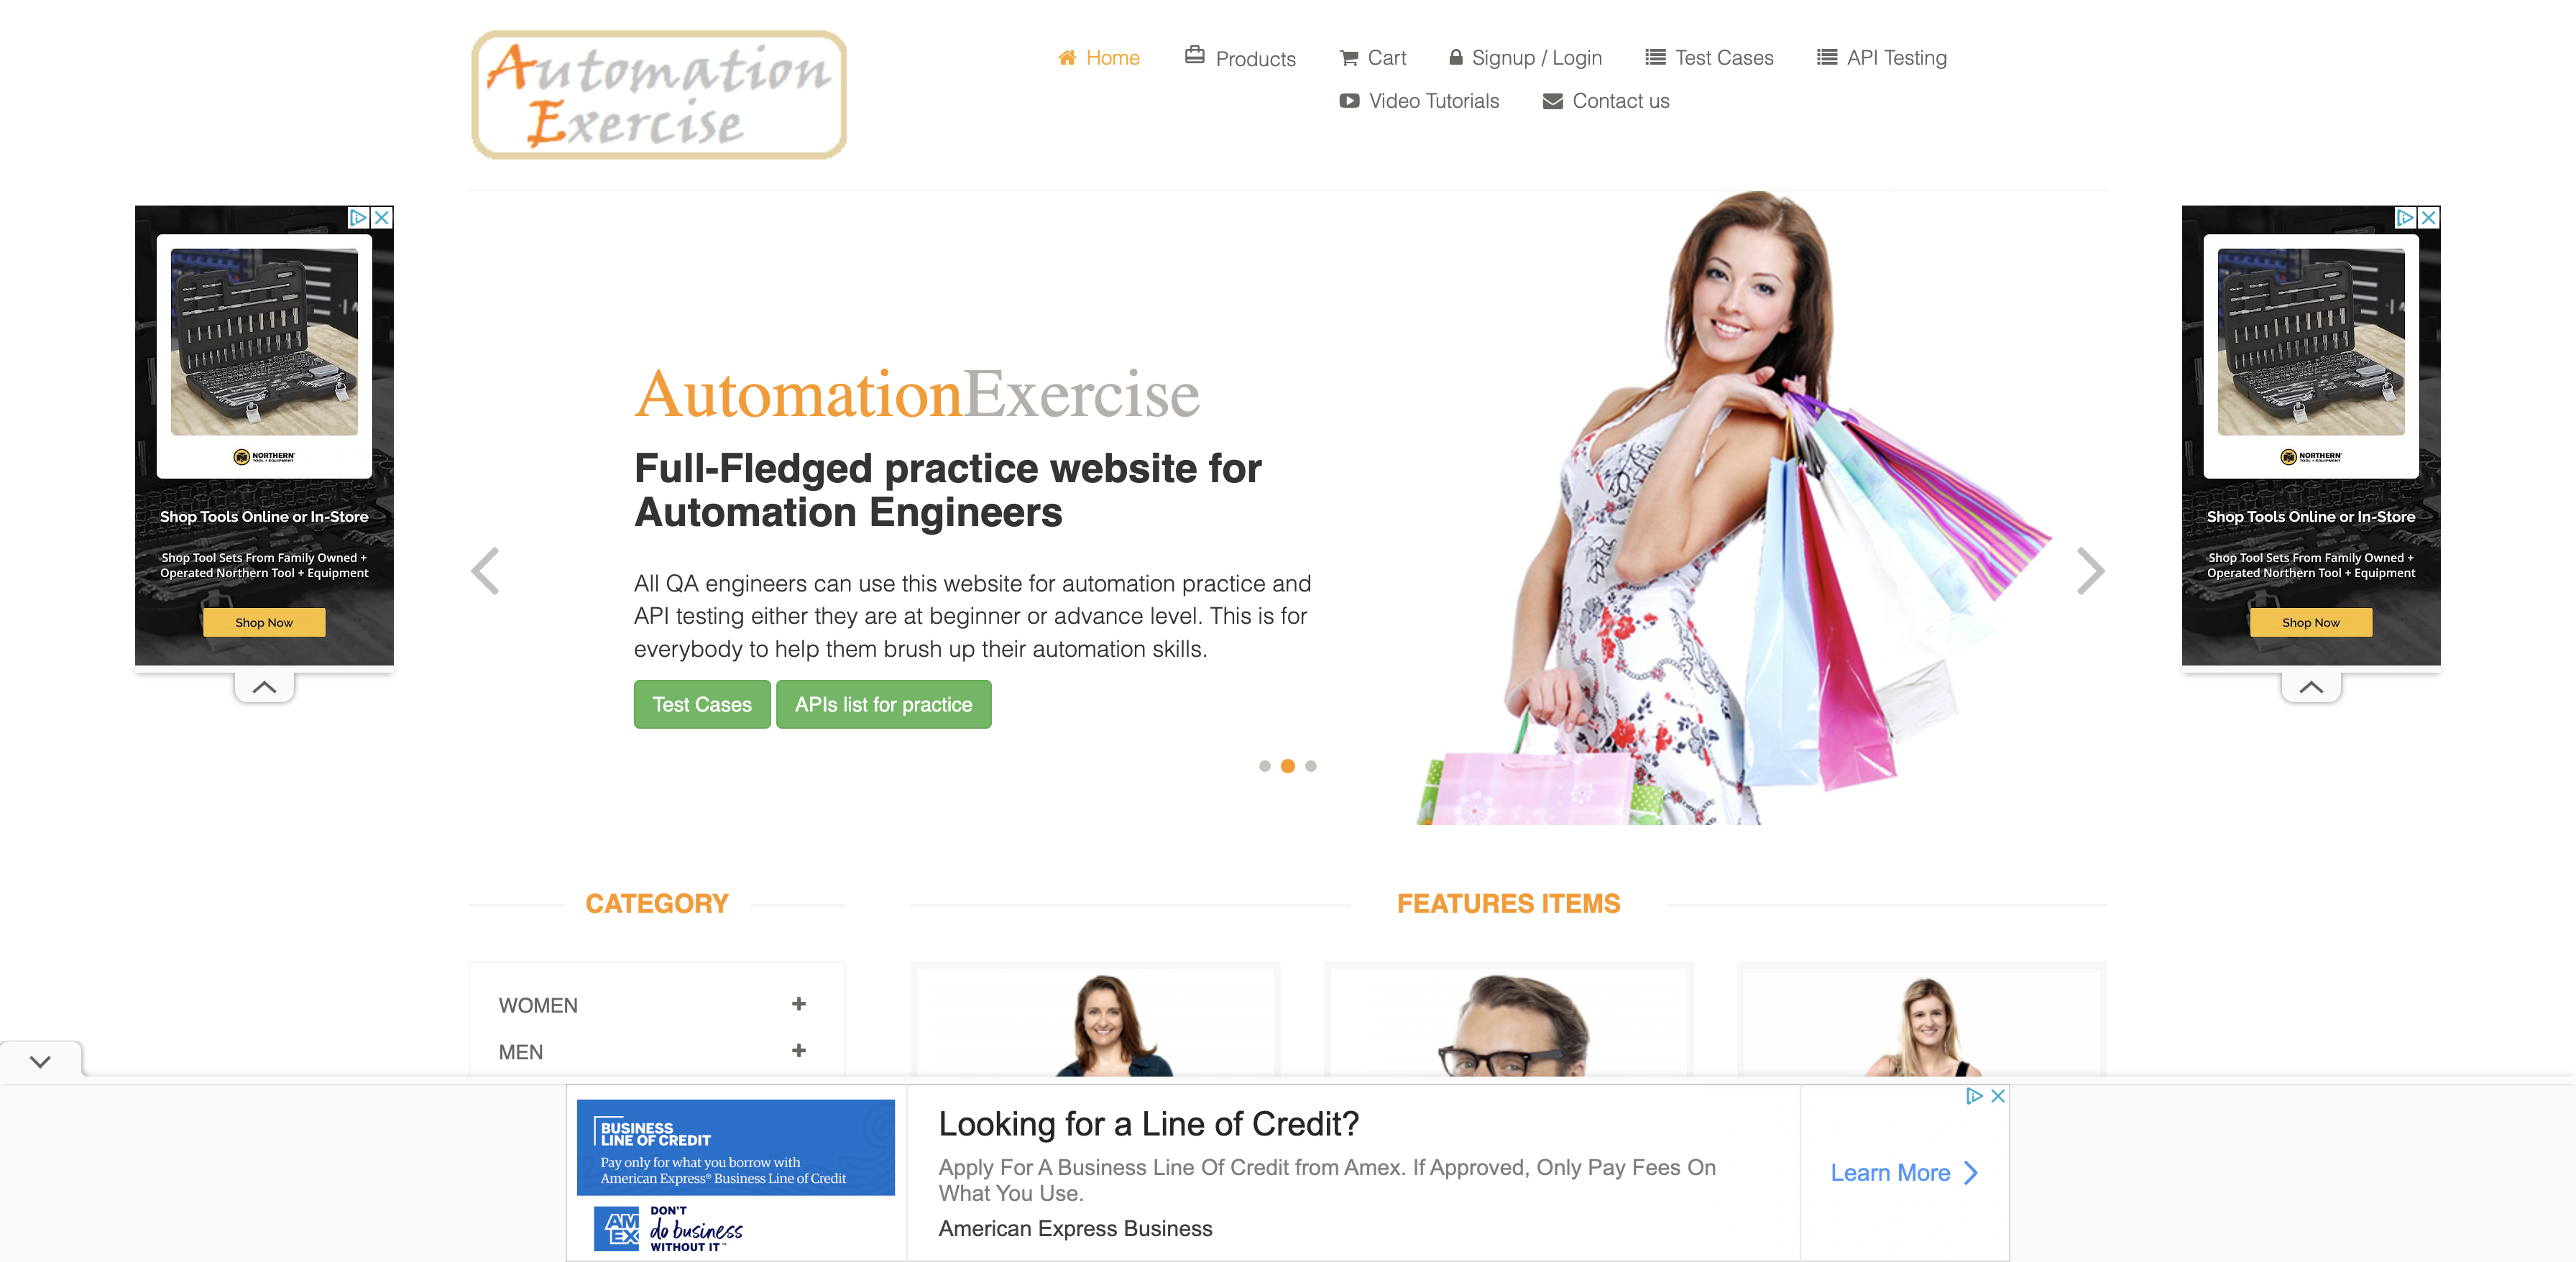 Automation
Exercise
Home
Products
Cart
Signup / Login
Test Cases
API Testing
Video Tutorials
Contact us
NORTHERN
TOOL + EQUIPMENT
Shop Tools Online or In-Store
Shop Tool Sets From Family Owned +
Operated Northern Tool + Equipment
Shop Now
AutomationExercise
Full-Fledged practice website for
Automation Engineers
All QA engineers can use this website for automation practice and
API testing either they are at beginner or advance level. This is for
everybody to help them brush up their automation skills.
Test Cases
APIs list for practice
NORTHERN
TOOL + EQUIPMENT
Shop Tools Online or In-Store
Shop Tool Sets From Family Owned +
Operated Northern Tool + Equipment
Shop Now
CATEGORY
WOMEN
MEN
FEATURES ITEMS
BUSINESS
LINE OF CREDIT
Pay only for what you borrow with
American Express® Business Line of Credit
AM
EX
DON'T
do business
WITHOUT IT™
Looking for a Line of Credit?
Apply For A Business Line Of Credit from Amex. If Approved, Only Pay Fees On
What You Use.
American Express Business
Learn More